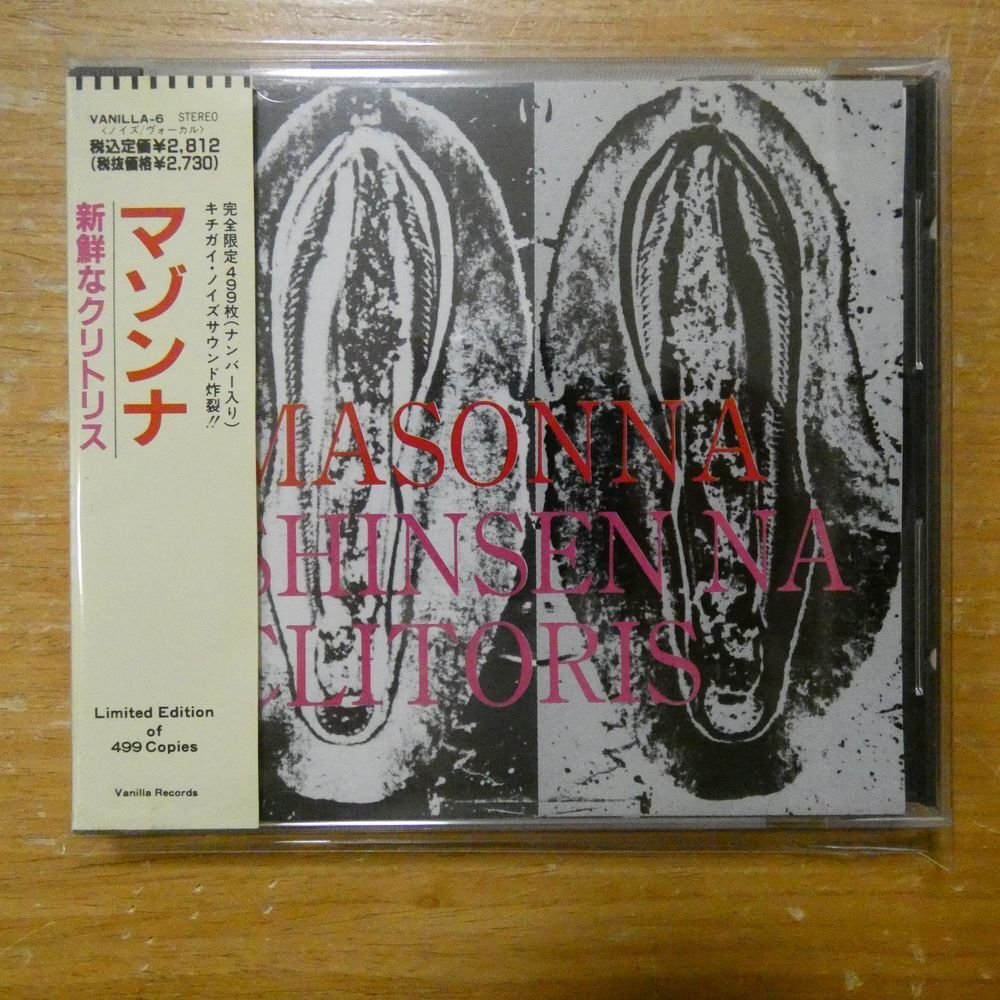 VANILLA-6 STEREO
〈ノイズ/ヴォーカル〉
税込定価¥2,812
(税抜価格¥2,730)
完全限定499枚(ナンバー入り)
キチガイ・ノイズサウンド炸裂!!
マゾンナ
新鮮なクリトリス
Limited Edition
of
499 Copies
Vanilla Records
MASONNA
SHINSEN NA
CLITORIS